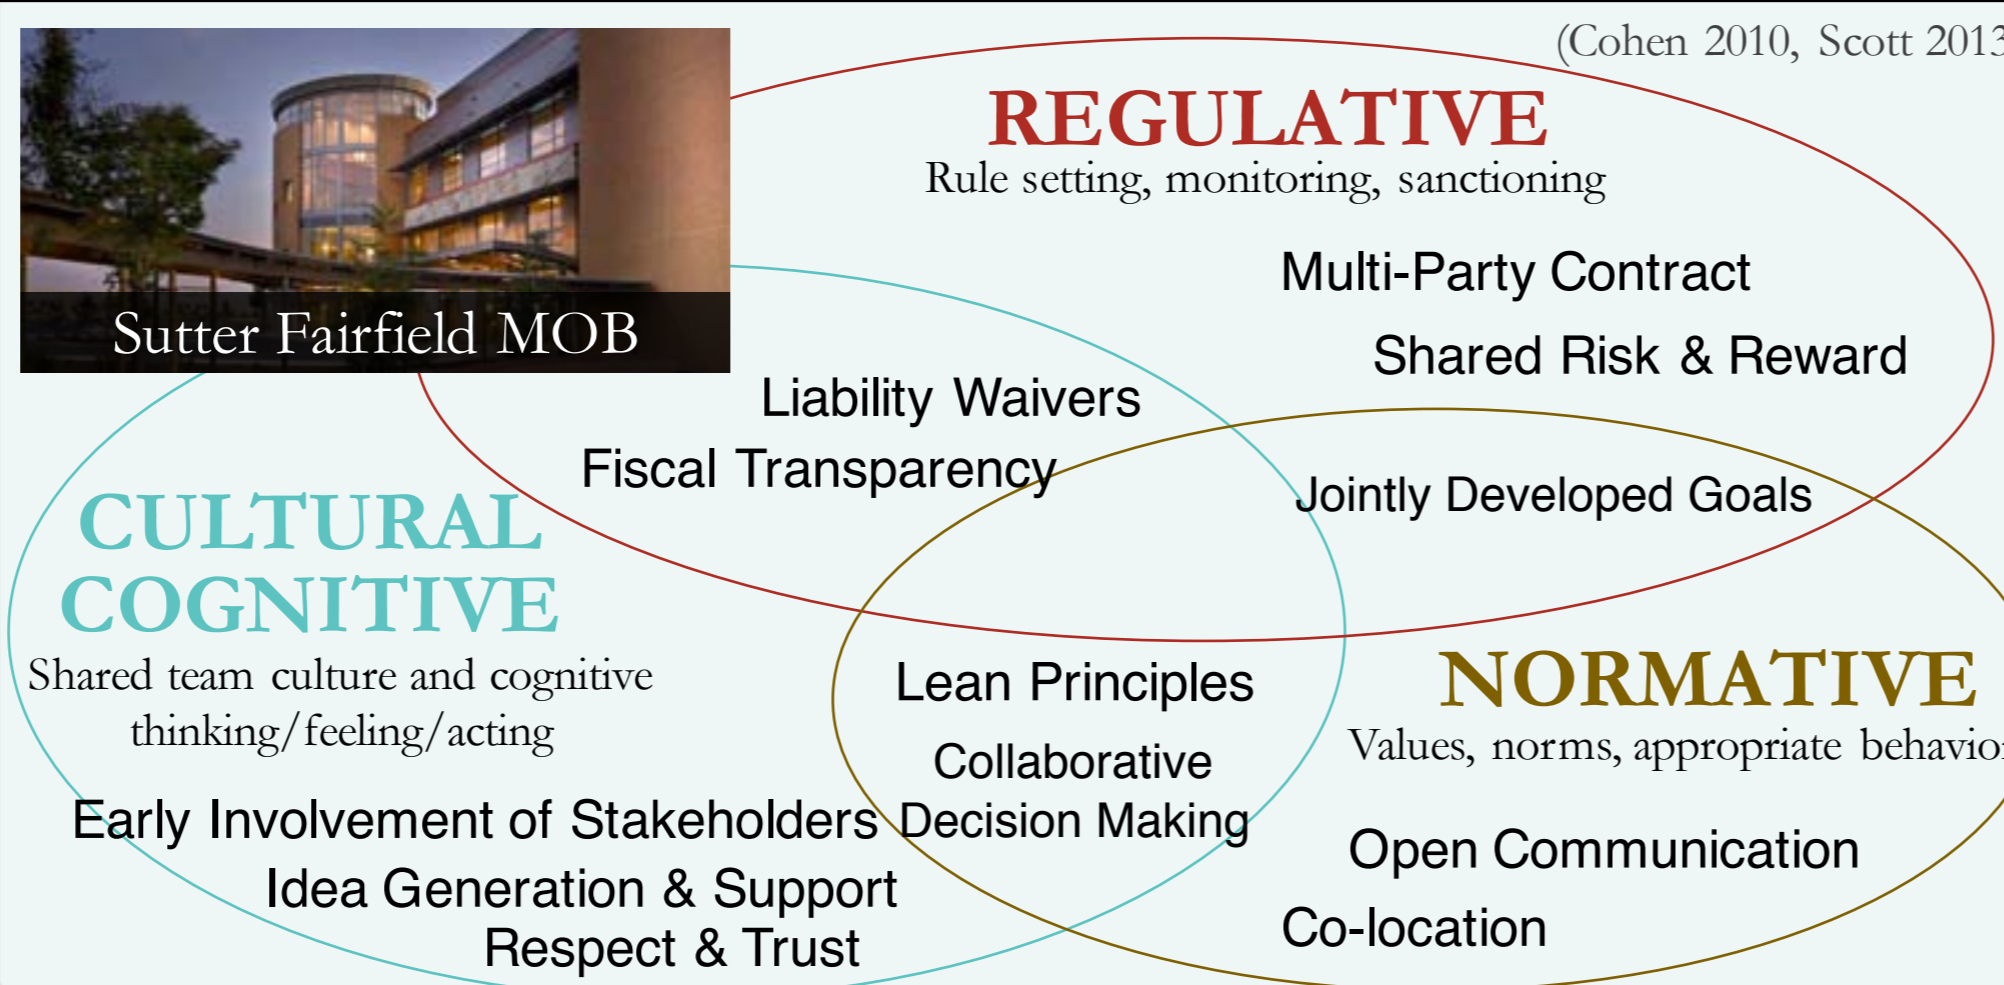 (Cohen 2010, Scott 2013
REGULATIVE
Rule setting, monitoring, sanctioning
Multi-Party Contract
Shared Risk & Reward
Sutter Fairfield MOB
Liability Waivers
Fiscal Transparency
Jointly Developed Goals
CULTURAL
COGNITIVE
Shared team culture and cognitive
thinking/feeling/acting
Lean Principles
Collaborative
Decision Making
NORMATIVE
Values, norms, appropriate behavior
Early Involvement of Stakeholders
Idea Generation & Support
Respect & Trust
Open Communication
Co-location